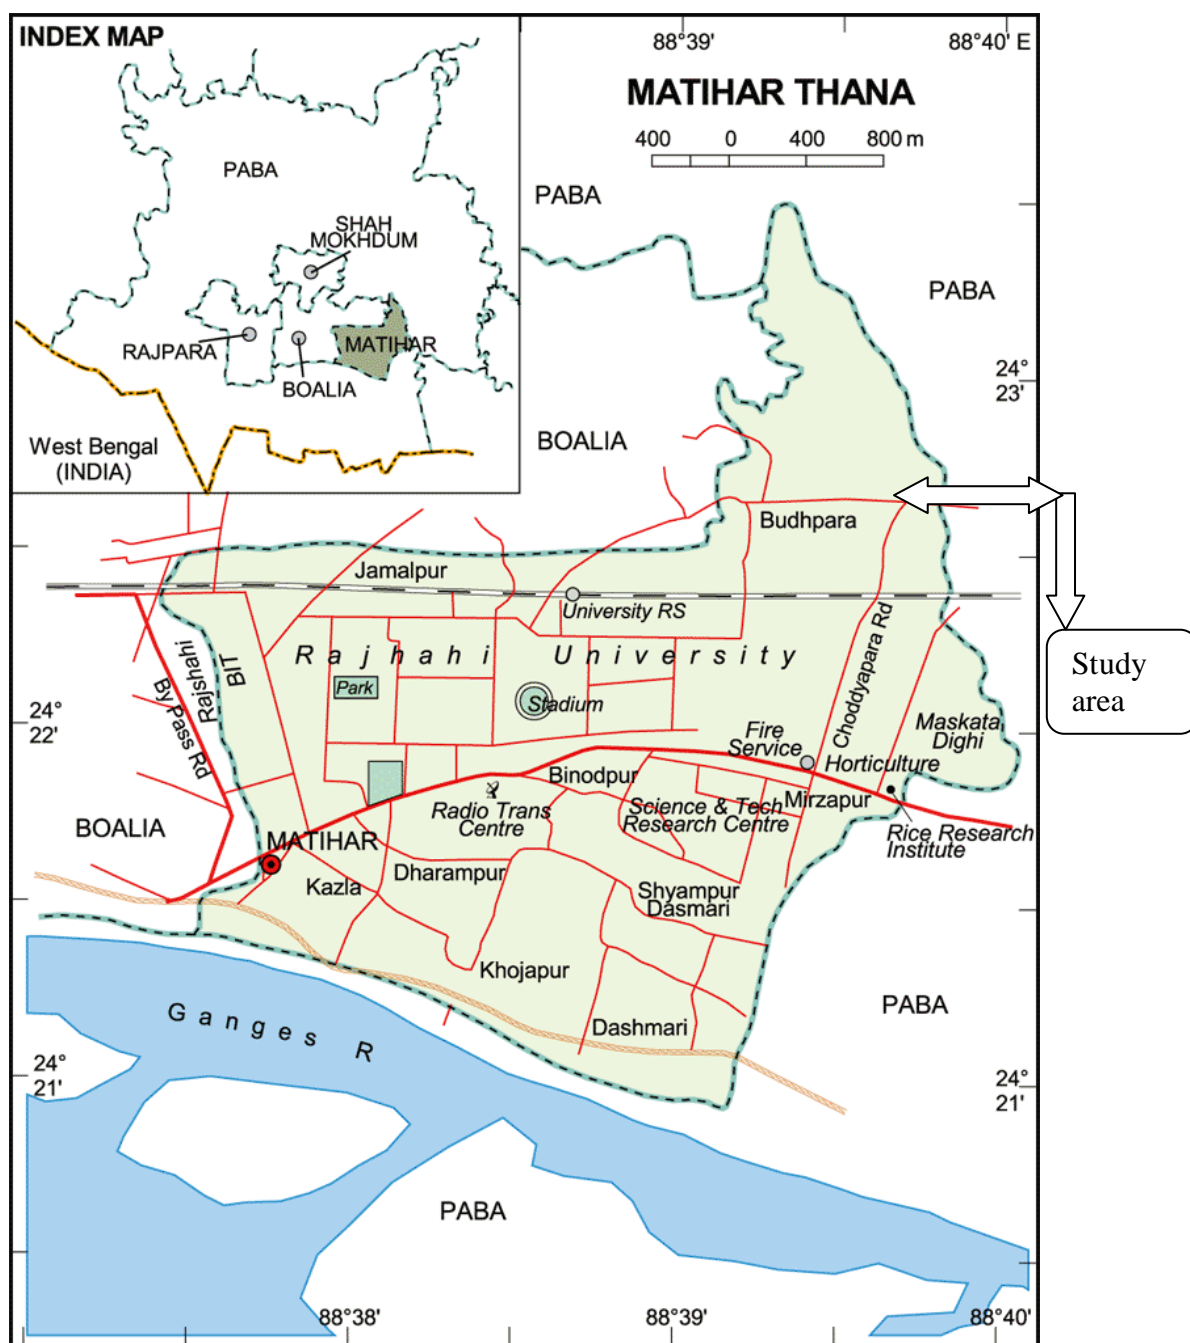 INDEX MAP
88°39'
88°40' E
MATIHAR THANA
400 0 400 800 m
PABA
PABA
SHAH
MOKHDUM
PABA
RAJPARA
MATIHAR
BOALIA
24°
23'
BOALIA
West Bengal
(INDIA)
Budhpara
Jamalpur
University RS
Rajhahi University
Study
area
Rajshahi
BIT
By Pass Rd
Park
Stadium
Choddyapara Rd
24°
22'
Maskata
Dighi
Fire
Service
Horticulture
Binodpur
Mirzapur
Radio Trans
Centre
Science & Tech
Research Centre
BOALIA
MATIHAR
Rice Research
Institute
Kazla
Dharampur
Shyampur
Dasmari
Khojapur
PABA
Ganges R
Dashmari
24°
21'
24°
21'
PABA
88°38'
88°39'
88°40'